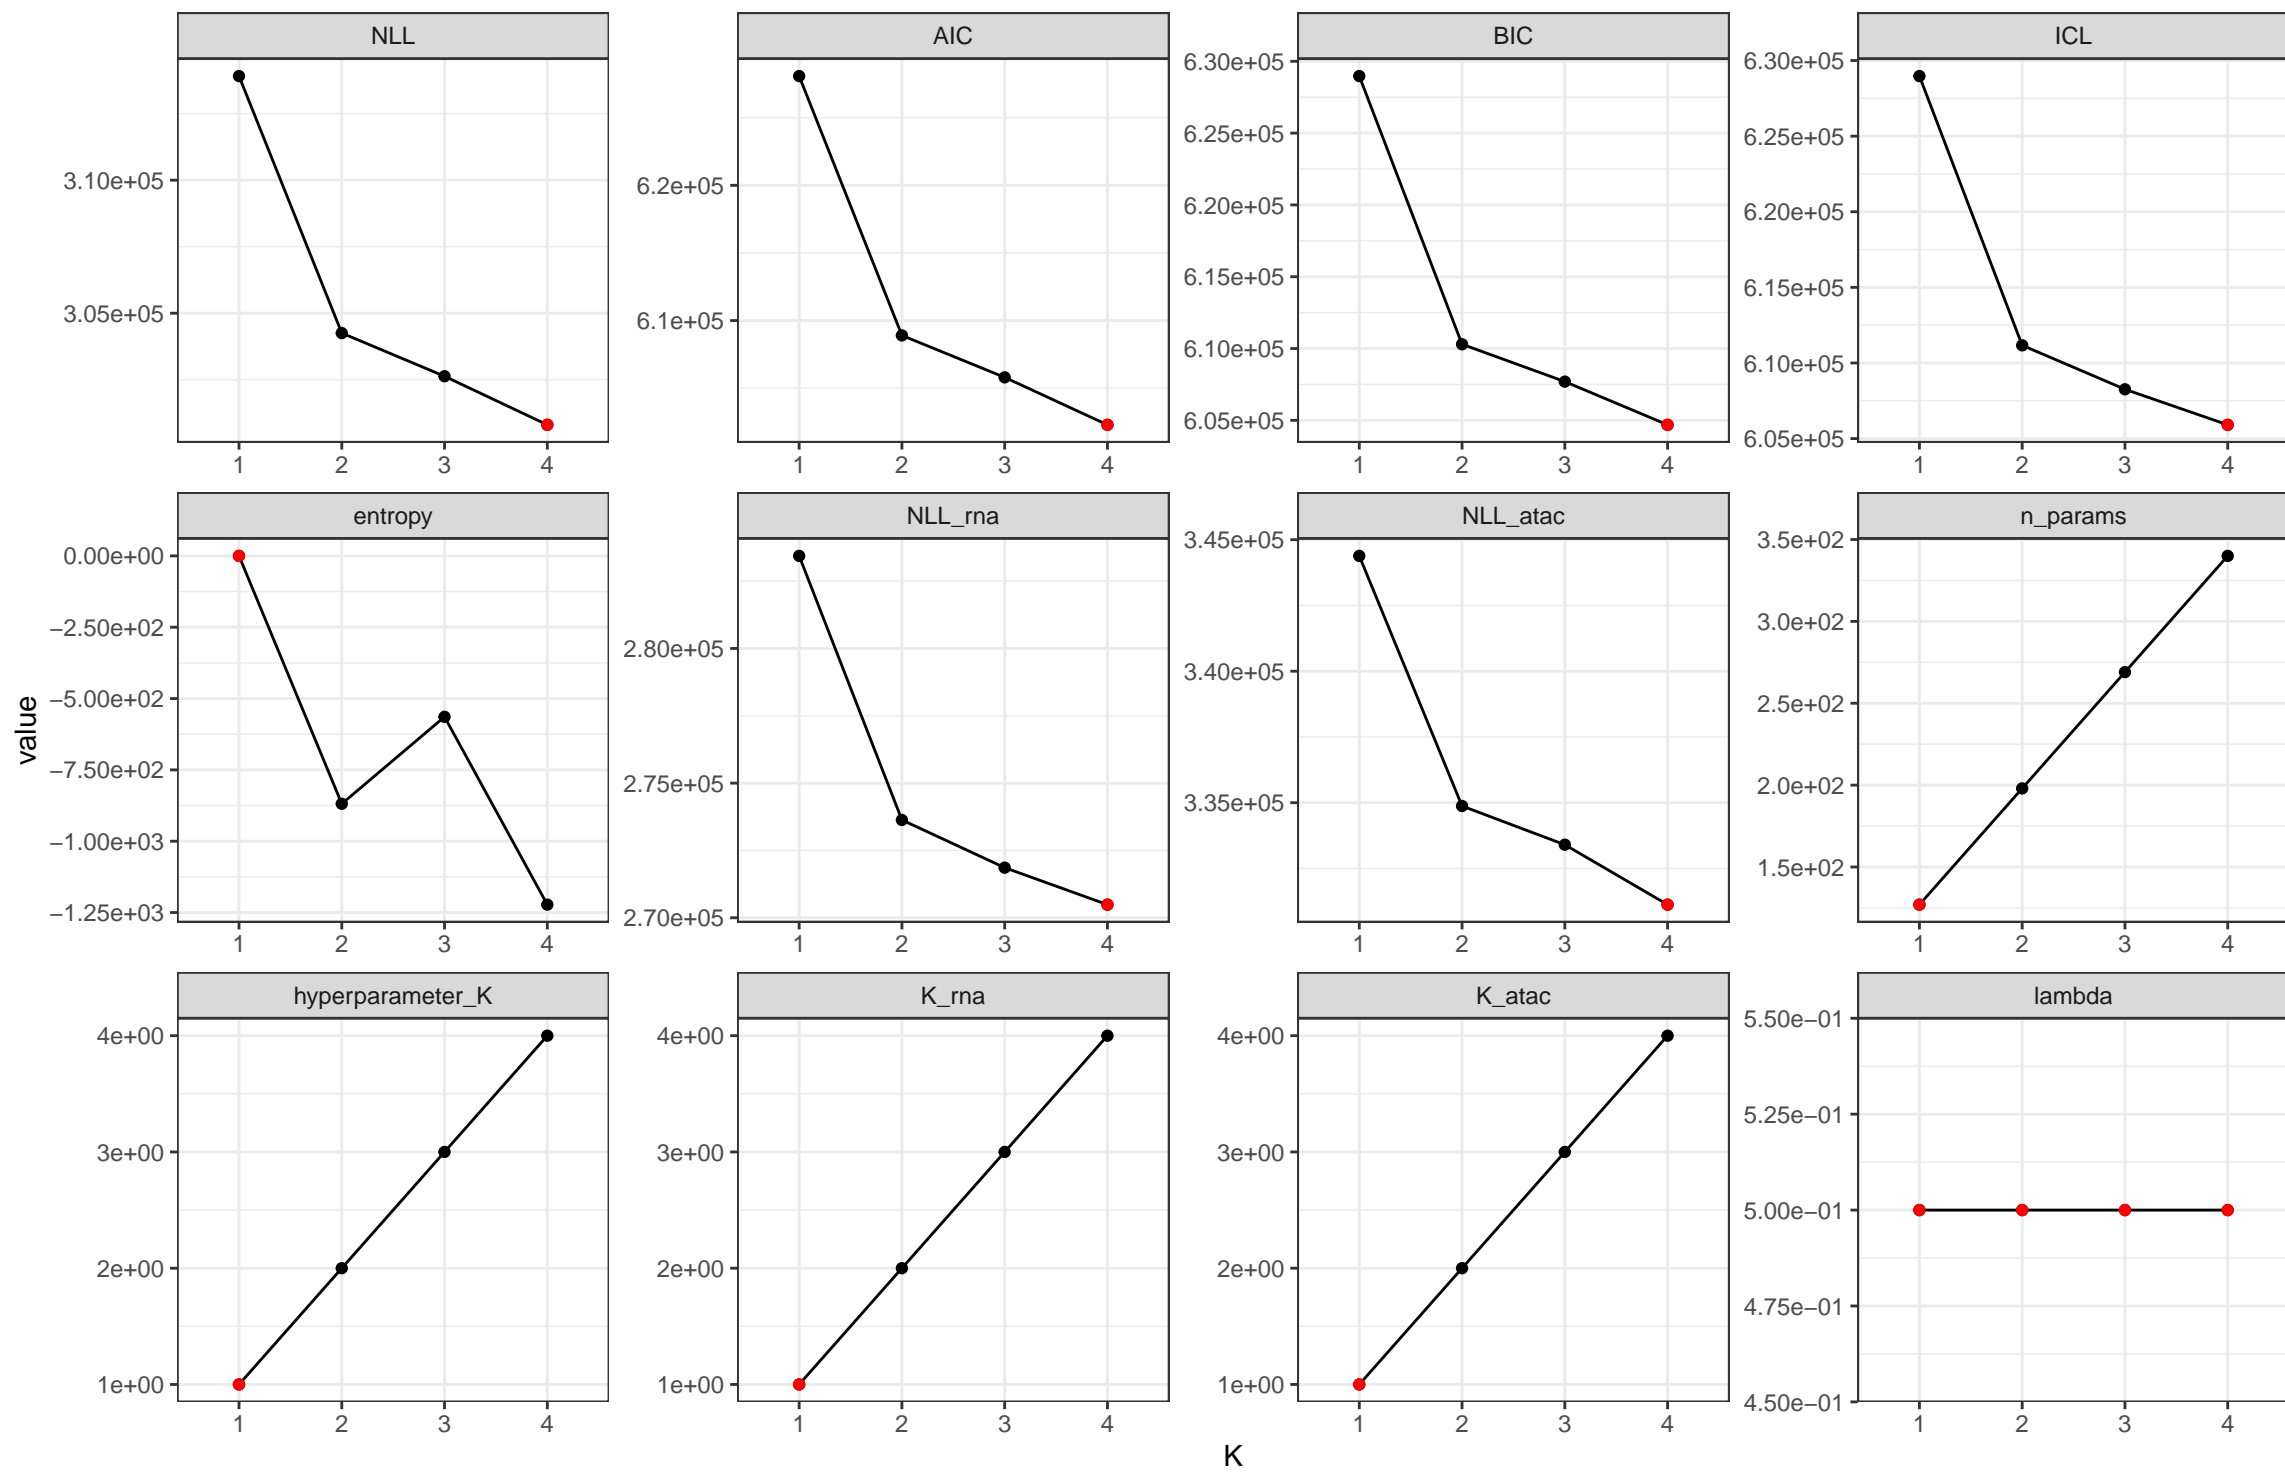 NLL
AIC
BIC
ICL
3.10e+05
3.05e+05
6.2e+05
6.1e+05
6.30e+05
6.25e+05
6.20e+05
6.15e+05
6.10e+05
6.05e+05
6.30e+05
6.25e+05
6.20e+05
6.15e+05
6.10e+05
6.05e+05
1 2 3 4
1 2 3 4
1 2 3 4
1 2 3 4
entropy
NLL_rna
NLL_atac
n_params
0.00e+00
−2.50e+02
−5.00e+02
−7.50e+02
−1.00e+03
−1.25e+03
2.80e+05
2.75e+05
2.70e+05
3.45e+05
3.40e+05
3.35e+05
3.5e+02
3.0e+02
2.5e+02
2.0e+02
1.5e+02
1 2 3 4
1 2 3 4
1 2 3 4
1 2 3 4
value
hyperparameter_K
K_rna
K_atac
lambda
4e+00
3e+00
2e+00
1e+00
4e+00
3e+00
2e+00
1e+00
4e+00
3e+00
2e+00
1e+00
5.50e−01
5.25e−01
5.00e−01
4.75e−01
4.50e−01
1 2 3 4
1 2 3 4
1 2 3 4
1 2 3 4
K